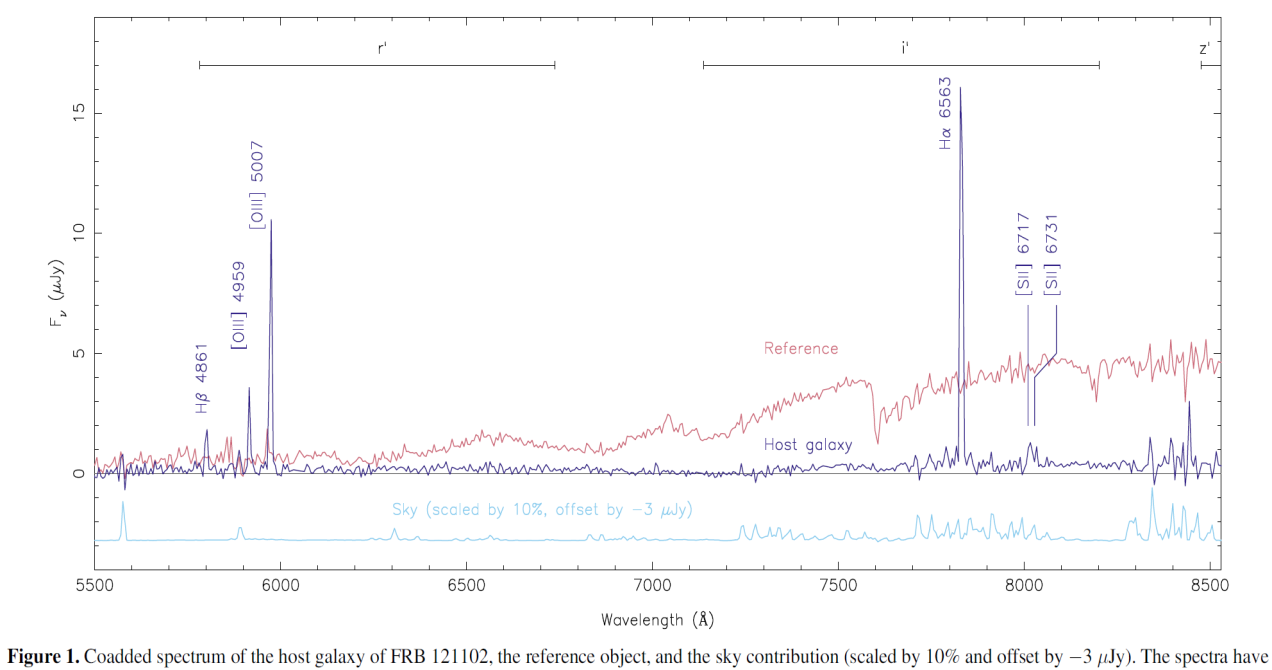 r'
i'
z'
15
10
5
0
F_ν (μJy)
Hβ 4861
[OIII] 4959
[OIII] 5007
Hα 6563
[SII] 6717
[SII] 6731
Reference
Host galaxy
Sky (scaled by 10%, offset by −3 μJy)
5500 6000 6500 7000 7500 8000 8500
Wavelength (Å)
Figure 1. Coadded spectrum of the host galaxy of FRB 121102, the reference object, and the sky contribution (scaled by 10% and offset by −3 μJy). The spectra have